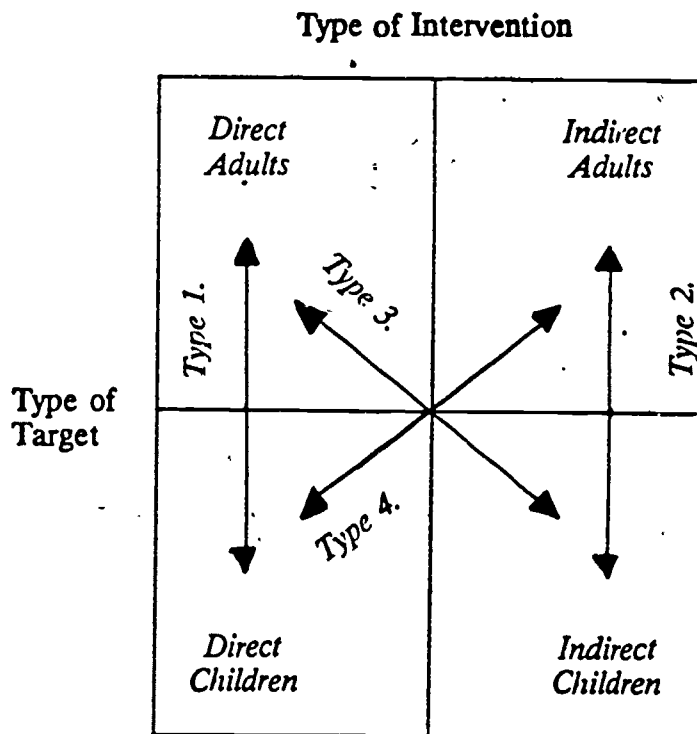 Type of Intervention
Direct
Adults
Indirect
Adults
Type 1.
Type 3.
Type 2.
Type of
Target
Type 4.
Direct
Children
Indirect
Children